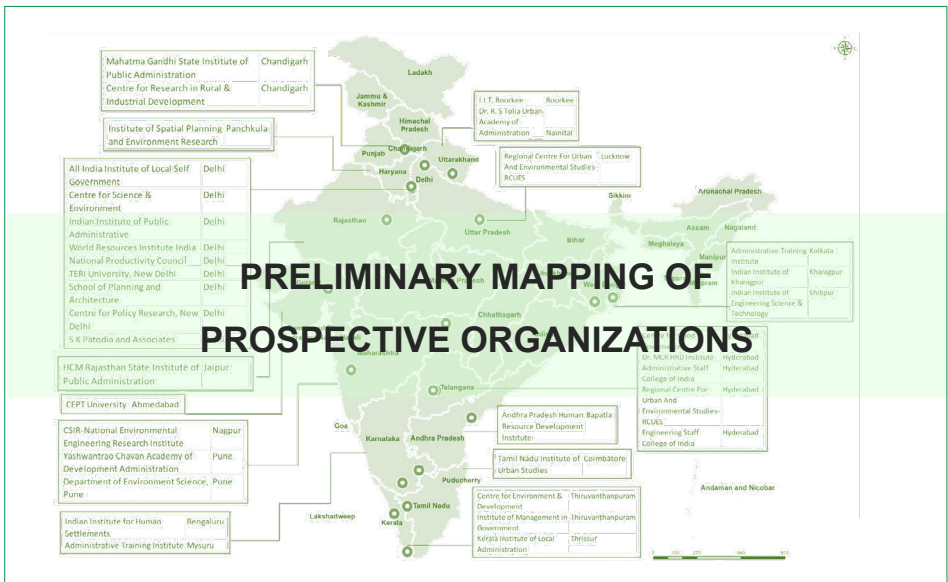 Mahatma Gandhi State Institute of Chandigarh
Public Administration
Centre for Research in Rural & Chandigarh
Industrial Development
Institute of Spatial Planning Panchkula
and Environment Research
All India Institute of Local Self Delhi
Government
Centre for Science & Delhi
Environment
Indian Institute of Public Delhi
Administrative
World Resources Institute India Delhi
National Productivity Council Delhi
TERI University, New Delhi Delhi
School of Planning and Delhi
Architecture
Centre for Policy Research, New Delhi
Delhi
S K Patodia and Associates Delhi
HCM Rajasthan State Institute of Jaipur
Public Administration
CEPT University Ahmedabad
CSIR-National Environmental Nagpur
Engineering Research Institute
Yashwantrao Chavan Academy of Pune
Development Administration
Department of Environment Science, Pune
Pune
Indian Institute for Human Bengaluru
Settlements
Administrative Training Institute Mysuru
Ladakh
Jammu &
Kashmir
Himachal
Pradesh
Punjab
Chandigarh
Uttarakhand
Haryana
Delhi
Rajasthan
Uttar Pradesh
Bihar
Sikkim
Arunachal Pradesh
Assam
Nagaland
Meghalaya
Manipur
PRELIMINARY MAPPING OF
PROSPECTIVE ORGANIZATIONS
Chhattisgarh
Maharashtra
Telangana
Goa
Karnataka
Andhra Pradesh
Puducherry
Tamil Nadu
Kerala
Lakshadweep
Andaman and Nicobar
I.I.T, Roorkee Roorkee
Dr. R. S Tolia Urban
Academy of
Administration Nainital
Regional Centre For Urban Lucknow
And Environmental Studies-
RCUES
Administrative Training Kolkata
Institute
Indian Institute of Kharagpur
Kharagpur
Indian Institute of Shibpur
Engineering Science &
Technology
Dr. MCR HRD Institute Hyderabad
Administrative Staff Hyderabad
College of India
Regional Centre For Hyderabad
Urban And
Environmental Studies-
RCUES
Engineering Staff Hyderabad
College of India
Andhra Pradesh Human Bapatla
Resource Development
Institute
Tamil Nadu Institute of Coimbatore
Urban Studies
Centre for Environment & Thiruvanthanpuram
Development
Institute of Management in Thiruvanthanpuram
Government
Kerala Institute of Local Thrissur
Administration